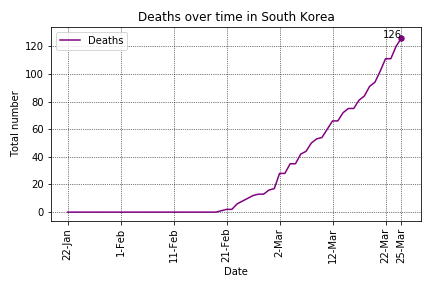 Deaths over time in South Korea
Deaths
126
Total number
120
100
80
60
40
20
0
22-Jan
1-Feb
11-Feb
21-Feb
2-Mar
12-Mar
22-Mar
25-Mar
Date